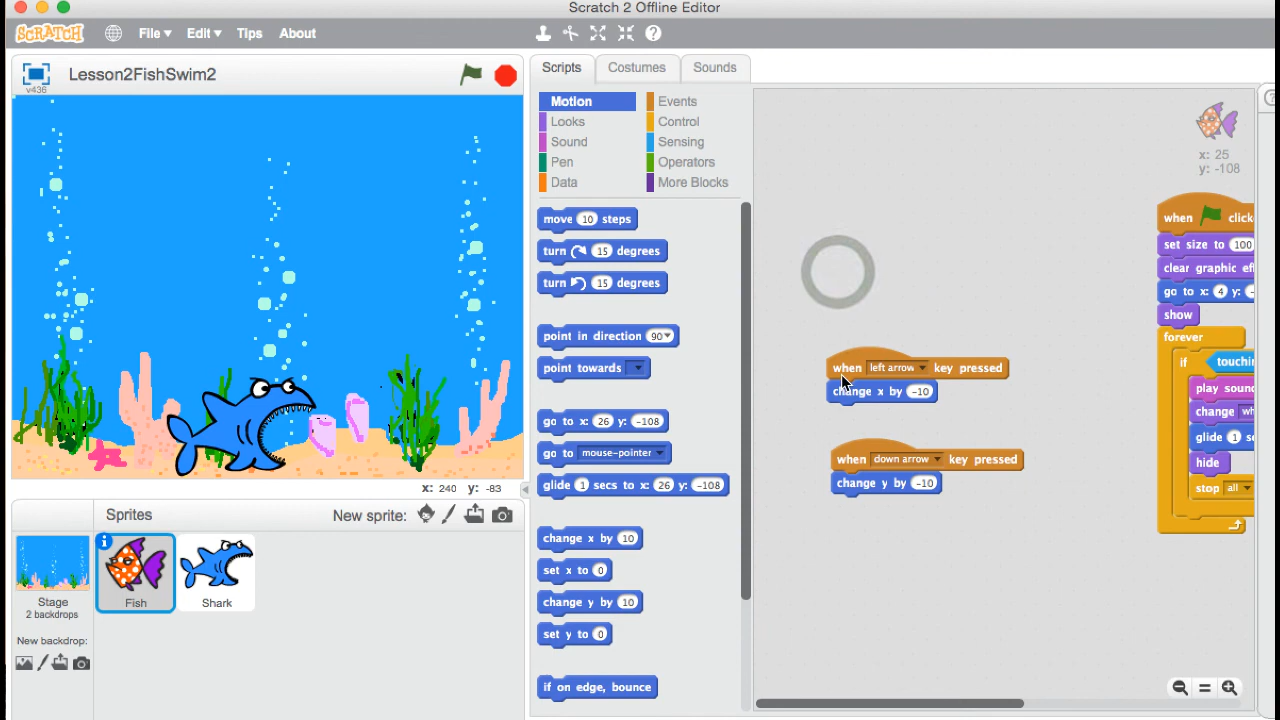 Scratch 2 Offline Editor
SCRATCH File Edit Tips About
v436 Lesson2FishSwim2
Scripts Costumes Sounds
Motion Events
Looks Control
Sound Sensing
Pen Operators
Data More Blocks
move 10 steps
turn 15 degrees
turn 15 degrees
point in direction 90
point towards
go to x: 26 y: -108
go to mouse-pointer
glide 1 secs to x: 26 y: -108
change x by 10
set x to 0
change y by 10
set y to 0
if on edge, bounce
x: 25
y: -108
when left arrow key pressed
change x by -10
when down arrow key pressed
change y by -10
when click
set size to 100
clear graphic ef
go to x: 4 y: -
show
forever
if touchin
play soun
change wh
glide 1 se
hide
stop all
x: 240 y: -83
Sprites New sprite:
Stage
2 backdrops
New backdrop:
Fish
Shark